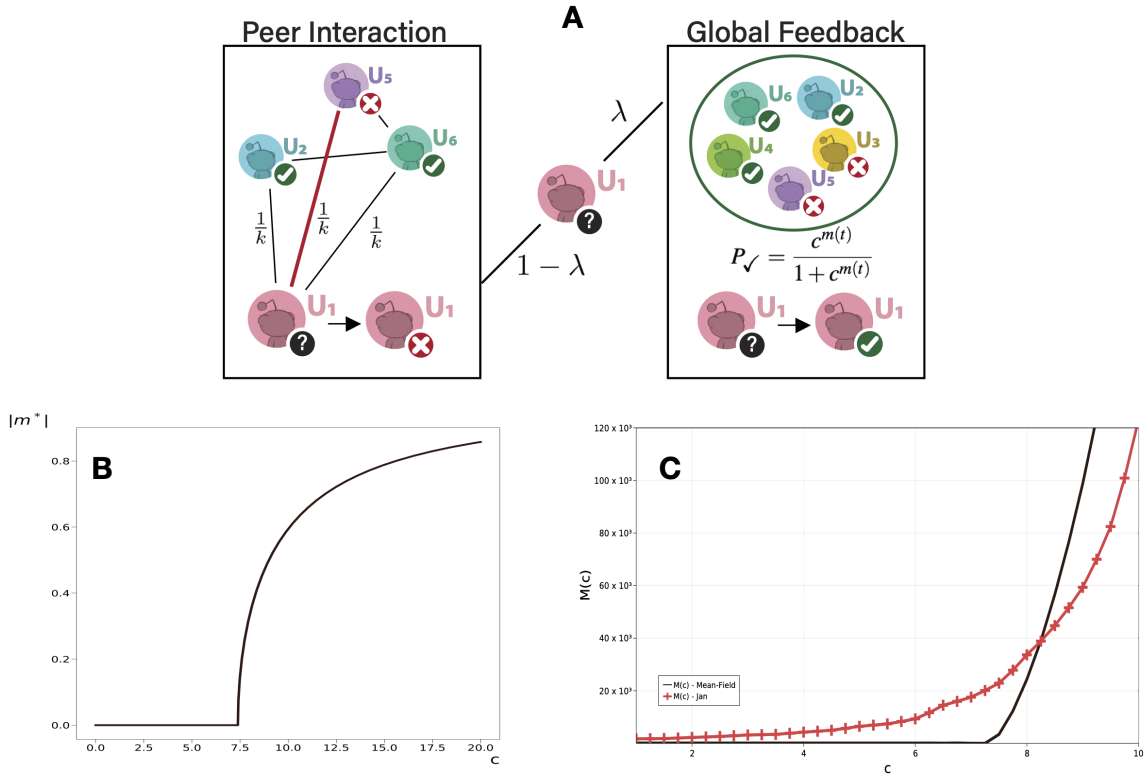 A
Peer Interaction
Global Feedback
U5
U2
U6
1/k
1/k
1/k
U1
?
U1
λ
U1
?
1 − λ
U6
U2
U4
U3
U5
P✓ = c^m(t) / 1 + c^m(t)
U1
?
U1
|m*|
B
0.8
0.6
0.4
0.2
0.0
0.0 2.5 5.0 7.5 10.0 12.5 15.0 17.5 20.0
c
C
M(c)
120 x 10³
100 x 10³
80 x 10³
60 x 10³
40 x 10³
20 x 10³
M(c) - Mean-Field
M(c) - Jan
2 4 6 8 10
c